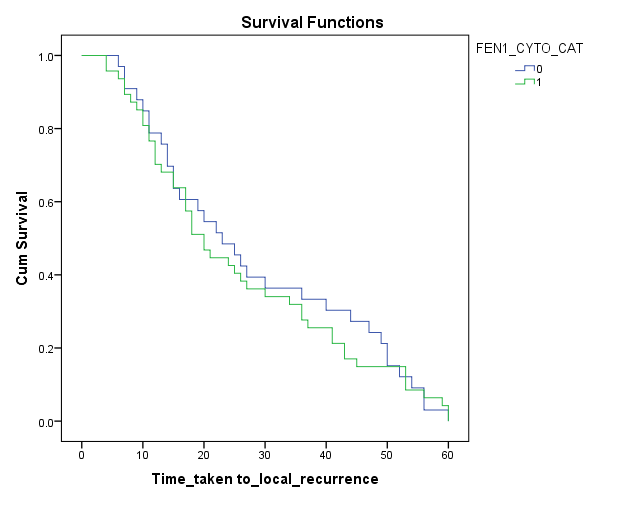 Survival Functions
FEN1_CYTO_CAT
0
1
1.0
0.8
0.6
0.4
0.2
0.0
Cum Survival
0 10 20 30 40 50 60
Time_taken to_local_recurrence